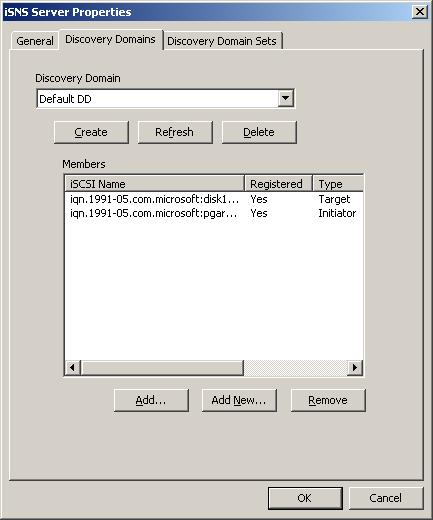 iSNS Server Properties
General Discovery Domains Discovery Domain Sets
Discovery Domain
Default DD
Create Refresh Delete
Members
iSCSI Name Registered Type
iqn.1991-05.com.microsoft:disk1... Yes Target
iqn.1991-05.com.microsoft:pgar... Yes Initiator
Add... Add New... Remove
OK Cancel